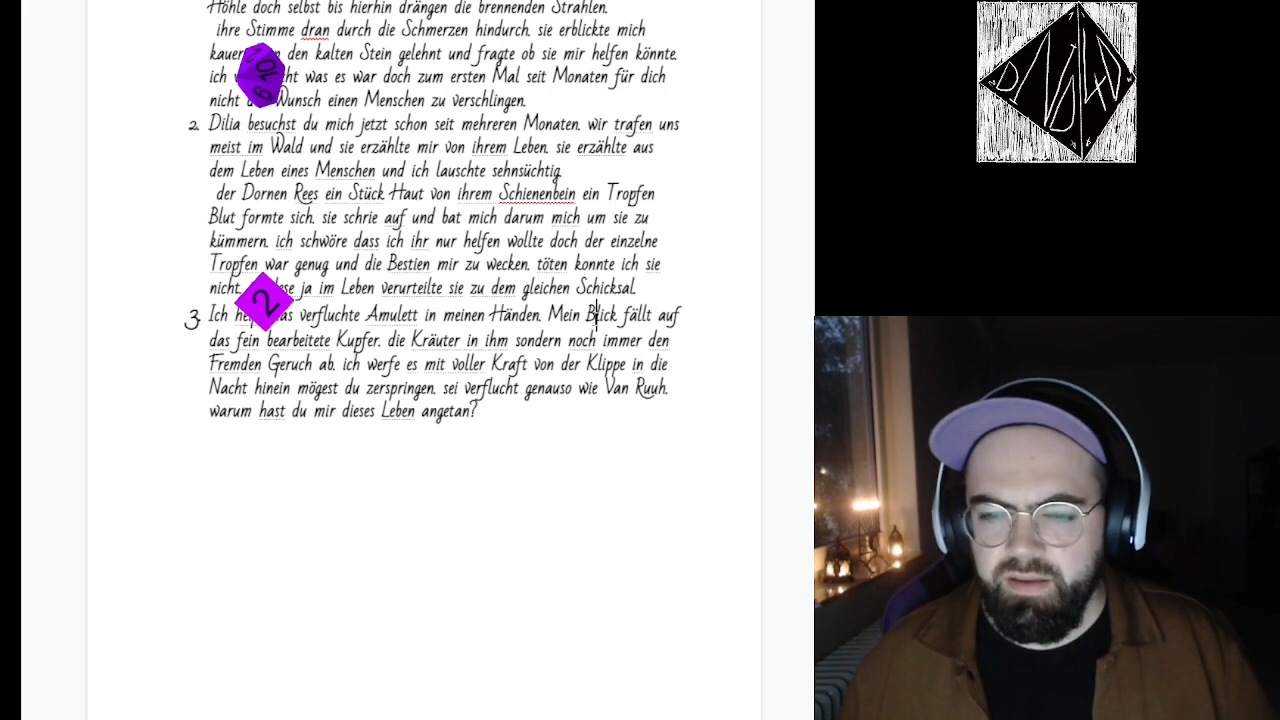 Höhle doch selbst bis hierhin drängen die brennenden Strahlen.
ihre Stimme dran durch die Schmerzen hindurch. sie erblickte mich
den kalten Stein gelehnt und fragte ob sie mir helfen könnte.
ich was es war doch zum ersten Mal seit Monaten für dich
nicht Wunsch einen Menschen zu verschlingen.
2. Dilia besuchst du mich jetzt schon seit mehreren Monaten. wir trafen uns
meist im Wald und sie erzählte mir von ihrem Leben. sie erzählte aus
dem Leben eines Menschen und ich lauschte sehnsüchtig
der Dornen Rees ein Stück Haut von ihrem Schienenbein ein Tropfen
Blut formte sich. sie schrie auf und bat mich darum mich um sie zu
kümmern. ich schwöre dass ich ihr nur helfen wollte doch der einzelne
Tropfen war genug und die Bestien mir zu wecken. töten konnte ich sie
nicht. ja im Leben verurteilte sie zu dem gleichen Schicksal.
3. Ich das verfluchte Amulett in meinen Händen. Mein Blick fällt auf
das fein bearbeitete Kupfer. die Kräuter in ihm sondern noch immer den
Fremden Geruch ab. ich werfe es mit voller Kraft von der Klippe in die
Nacht hinein mögest du zerspringen. sei verflucht genauso wie Van Ruuh.
warum hast du mir dieses Leben angetan?
10
9
2